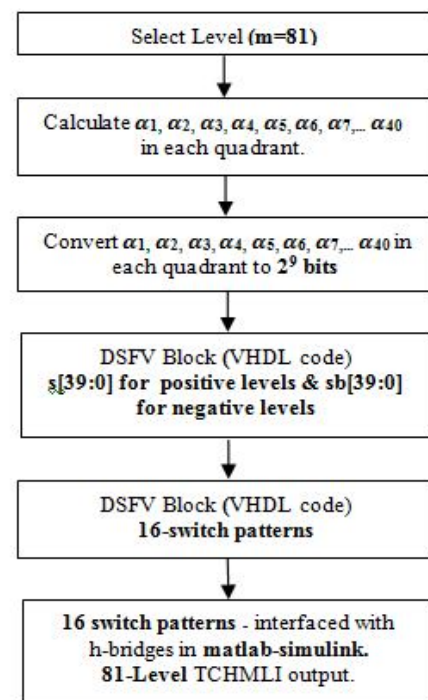 Select Level (m=81)
Calculate α1, α2, α3, α4, α5, α6, α7,.. α40
in each quadrant.
Convert α1, α2, α3, α4, α5, α6, α7,.. α40 in
each quadrant to 2⁹ bits
DSFV Block (VHDL code)
s[39:0] for positive levels & sb[39:0]
for negative levels
DSFV Block (VHDL code)
16-switch patterns
16 switch patterns - interfaced with
h-bridges in matlab-simulink.
81-Level TCHMLI output.